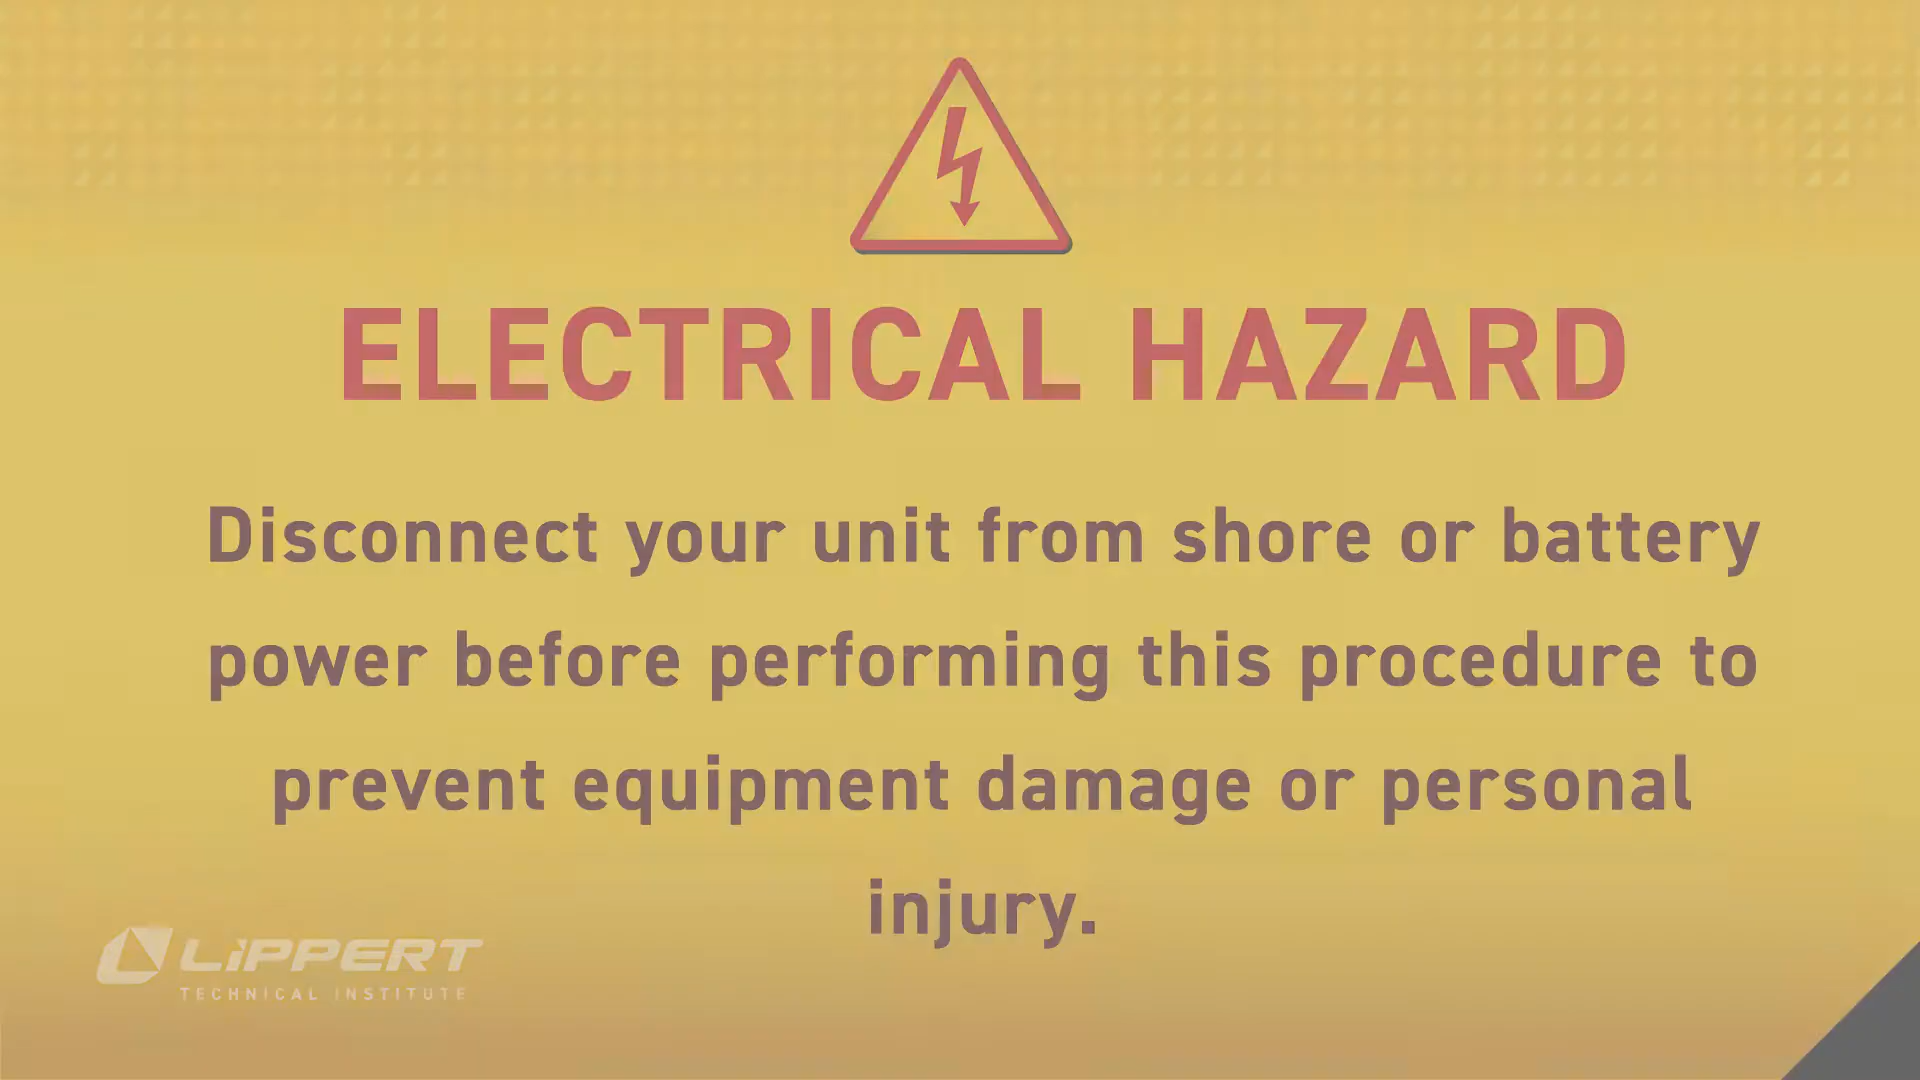 ELECTRICAL HAZARD
Disconnect your unit from shore or battery
power before performing this procedure to
prevent equipment damage or personal
injury.
LIPPERT
TECHNICAL INSTITUTE